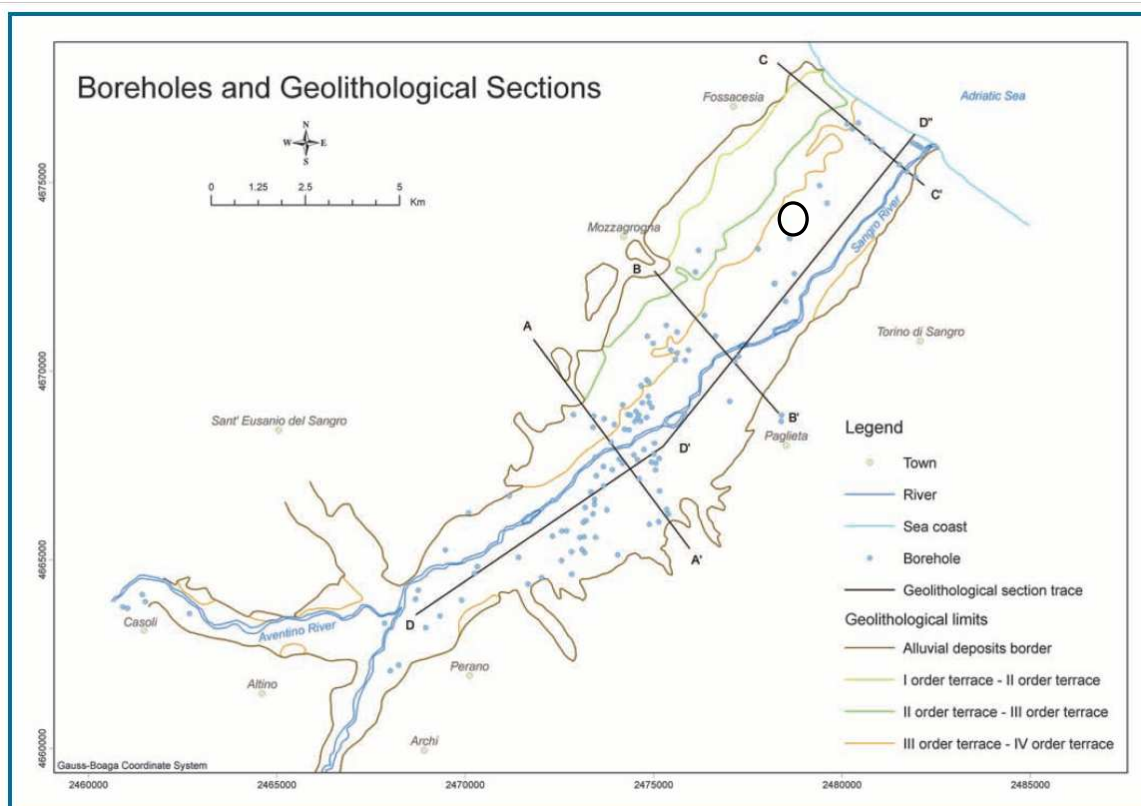 Boreholes and Geolithological Sections
N
W E
S
0 1.25 2.5 5
Km
C
Fossacesia
Adriatic Sea
D"
C'
Sangro River
Mozzagrogna
B
A
Torino di Sangro
Sant' Eusanio del Sangro
B'
Paglieta
D'
A'
D
Casoli
Aventino River
Perano
Altino
Archi
Legend
Town
River
Sea coast
Borehole
Geolithological section trace
Geolithological limits
Alluvial deposits border
I order terrace - II order terrace
II order terrace - III order terrace
III order terrace - IV order terrace
Gauss-Boaga Coordinate System
4675000
4670000
4665000
4660000
2460000 2465000 2470000 2475000 2480000 2485000